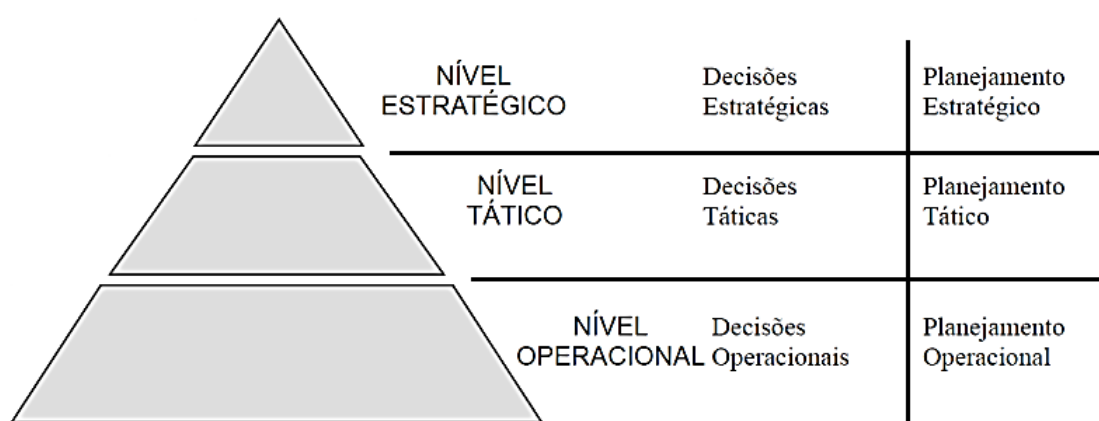 NÍVEL
ESTRATÉGICO
Decisões
Estratégicas
Planejamento
Estratégico
NÍVEL
TÁTICO
Decisões
Táticas
Planejamento
Tático
NÍVEL
OPERACIONAL
Decisões
Operacionais
Planejamento
Operacional